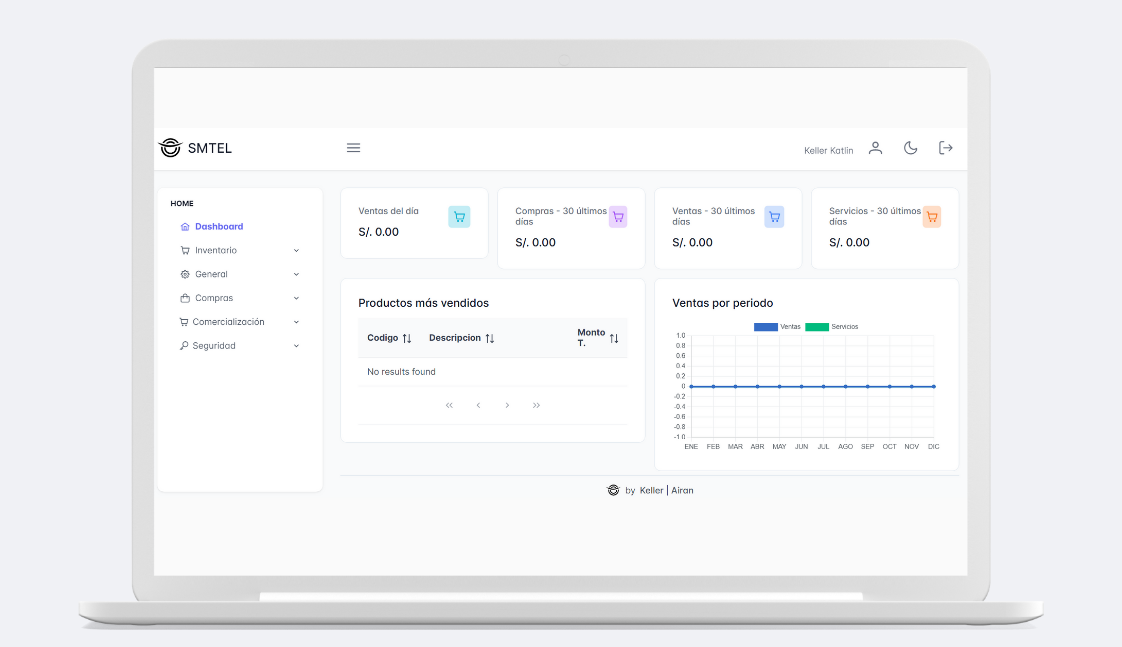 SMTEL
Keller Katlin
HOME
Dashboard
Inventario
General
Compras
Comercialización
Seguridad
Ventas del día
S/. 0.00
Compras - 30 últimos
días
S/. 0.00
Ventas - 30 últimos
días
S/. 0.00
Servicios - 30 últimos
días
S/. 0.00
Productos más vendidos
Codigo Descripcion Monto
T.
No results found
Ventas por periodo
Ventas Servicios
1.0
0.8
0.6
0.4
0.2
0
-0.2
-0.4
-0.6
-0.8
-1.0
ENE FEB MAR ABR MAY JUN JUL AGO SEP OCT NOV DIC
by Keller | Airan